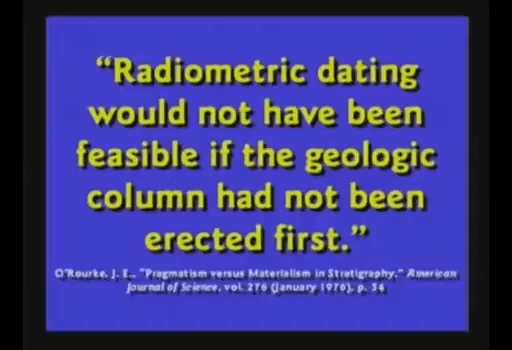 “Radiometric dating
would not have been
feasible if the geologic
column had not been
erected first.”
O'Rourke, J. E., "Pragmatism versus Materialism in Stratigraphy," American
Journal of Science, vol. 276 (January 1976), p. 54